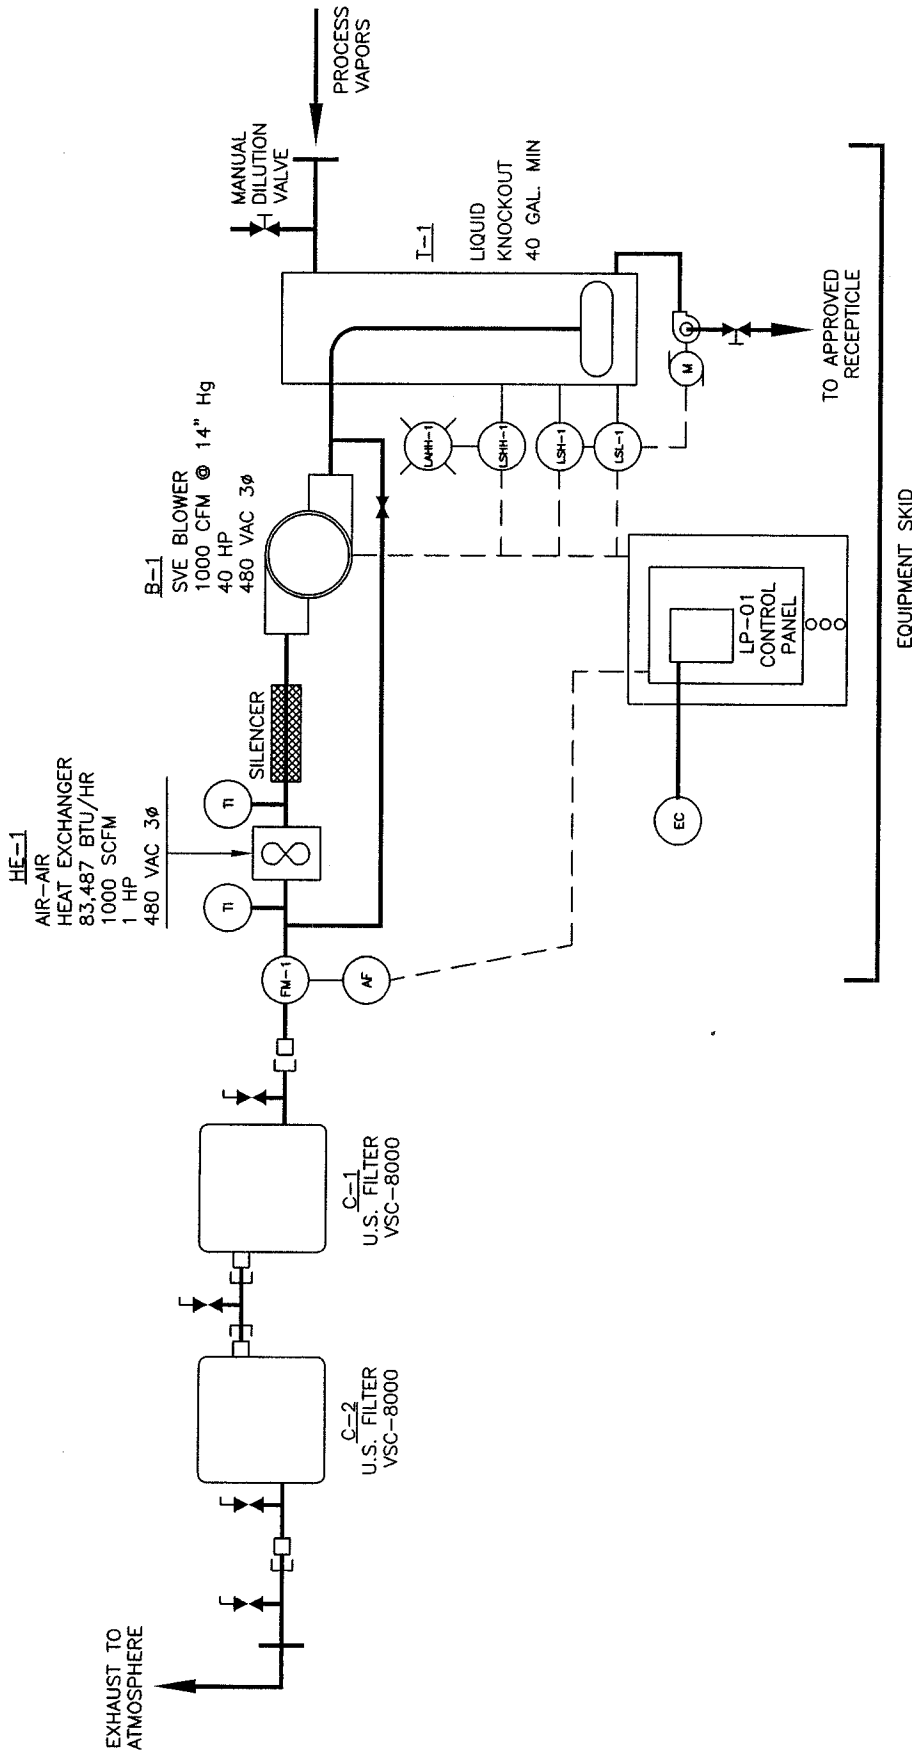 PROCESS
VAPORS
MANUAL
DILUTION
VALVE
T-1
LIQUID
KNOCKOUT
40 GAL. MIN
TO APPROVED
RECEPTICLE
M
LAHH-1
LSHH-1
LSH-1
LSL-1
B-1
SVE BLOWER
1000 CFM @ 14" Hg
40 HP
480 VAC 3ø
SILENCER
HE-1
AIR-AIR
HEAT EXCHANGER
83,487 BTU/HR
1000 SCFM
1 HP
480 VAC 3ø
TI
TI
FM-1
AF
LP-01
CONTROL
PANEL
EC
EQUIPMENT SKID
C-1
U.S. FILTER
VSC-8000
C-2
U.S. FILTER
VSC-8000
EXHAUST TO
ATMOSPHERE